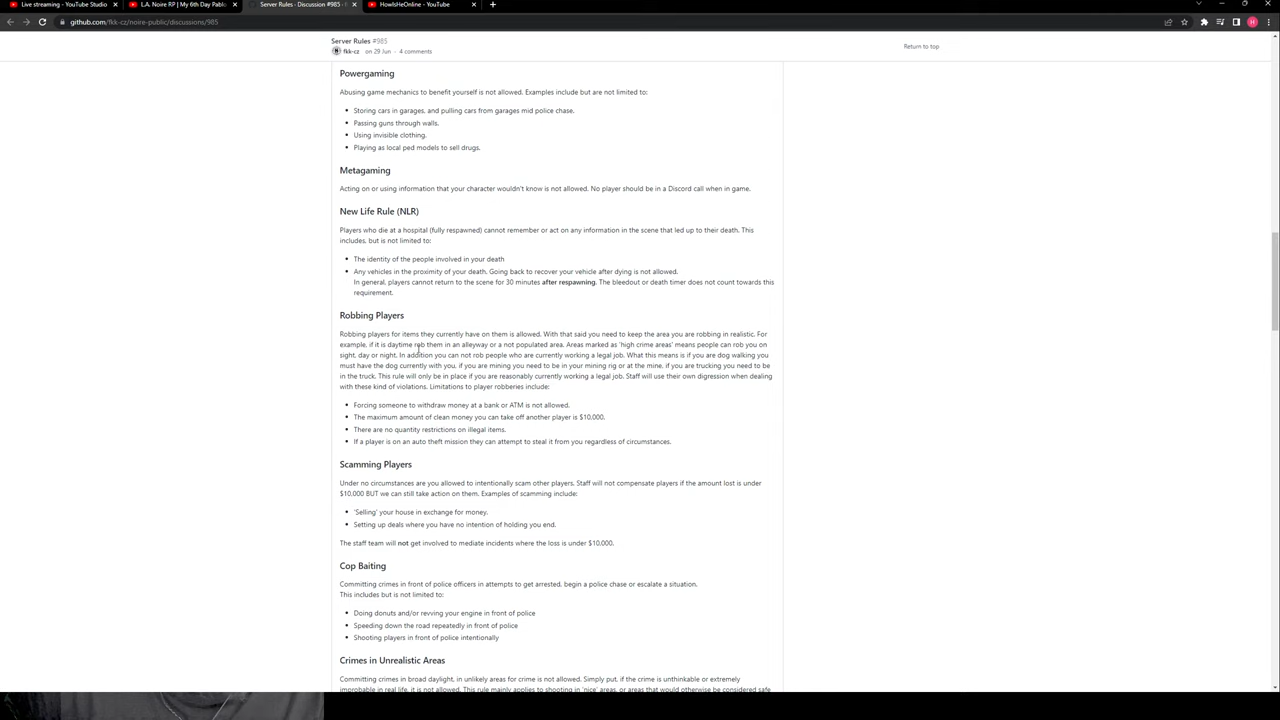 Live streaming - YouTube Studio
L.A. Noire RP | My 6th Day Pablo
Server Rules · Discussion #985 · f
HowIsHeOnline - YouTube
github.com/fkk-cz/noire-public/discussions/985
Server Rules #985
fkk-cz on 29 Jun · 4 comments
Return to top
Powergaming
Abusing game mechanics to benefit yourself is not allowed. Examples include but are not limited to:
• Storing cars in garages, and pulling cars from garages mid police chase.
• Passing guns through walls.
• Using invisible clothing.
• Playing as local ped models to sell drugs.
Metagaming
Acting on or using information that your character wouldn't know is not allowed. No player should be in a Discord call when in game.
New Life Rule (NLR)
Players who die at a hospital (fully respawned) cannot remember or act on any information in the scene that led up to their death. This
includes, but is not limited to:
• The identity of the people involved in your death
• Any vehicles in the proximity of your death. Going back to recover your vehicle after dying is not allowed.
In general, players cannot return to the scene for 30 minutes after respawning. The bleedout or death timer does not count towards this
requirement.
Robbing Players
Robbing players for items they currently have on them is allowed. With that said you need to keep the area you are robbing in realistic. For
example, if it is daytime rob them in an alleyway or a not populated area. Areas marked as 'high crime areas' means people can rob you on
sight, day or night. In addition you can not rob people who are currently working a legal job. What this means is if you are dog walking you
must have the dog currently with you, if you are mining you need to be in your mining rig or at the mine, if you are trucking you need to be
in the truck. This rule will only be in place if you are reasonably currently working a legal job. Staff will use their own digression when dealing
with these kind of violations. Limitations to player robberies include:
• Forcing someone to withdraw money at a bank or ATM is not allowed.
• The maximum amount of clean money you can take off another player is $10,000.
• There are no quantity restrictions on illegal items.
• If a player is on an auto theft mission they can attempt to steal it from you regardless of circumstances.
Scamming Players
Under no circumstances are you allowed to intentionally scam other players. Staff will not compensate players if the amount lost is under
$10,000 BUT we can still take action on them. Examples of scamming include:
• 'Selling' your house in exchange for money.
• Setting up deals where you have no intention of holding you end.
The staff team will not get involved to mediate incidents where the loss is under $10,000.
Cop Baiting
Committing crimes in front of police officers in attempts to get arrested, begin a police chase or escalate a situation.
This includes but is not limited to:
• Doing donuts and/or revving your engine in front of police
• Speeding down the road repeatedly in front of police
• Shooting players in front of police intentionally
Crimes in Unrealistic Areas
Committing crimes in broad daylight, in unlikely areas for crime is not allowed. Simply put, if the crime is unthinkable or extremely
improbable in real life, it is not allowed. This rule mainly applies to shooting in 'nice' areas, or areas that would otherwise be considered safe